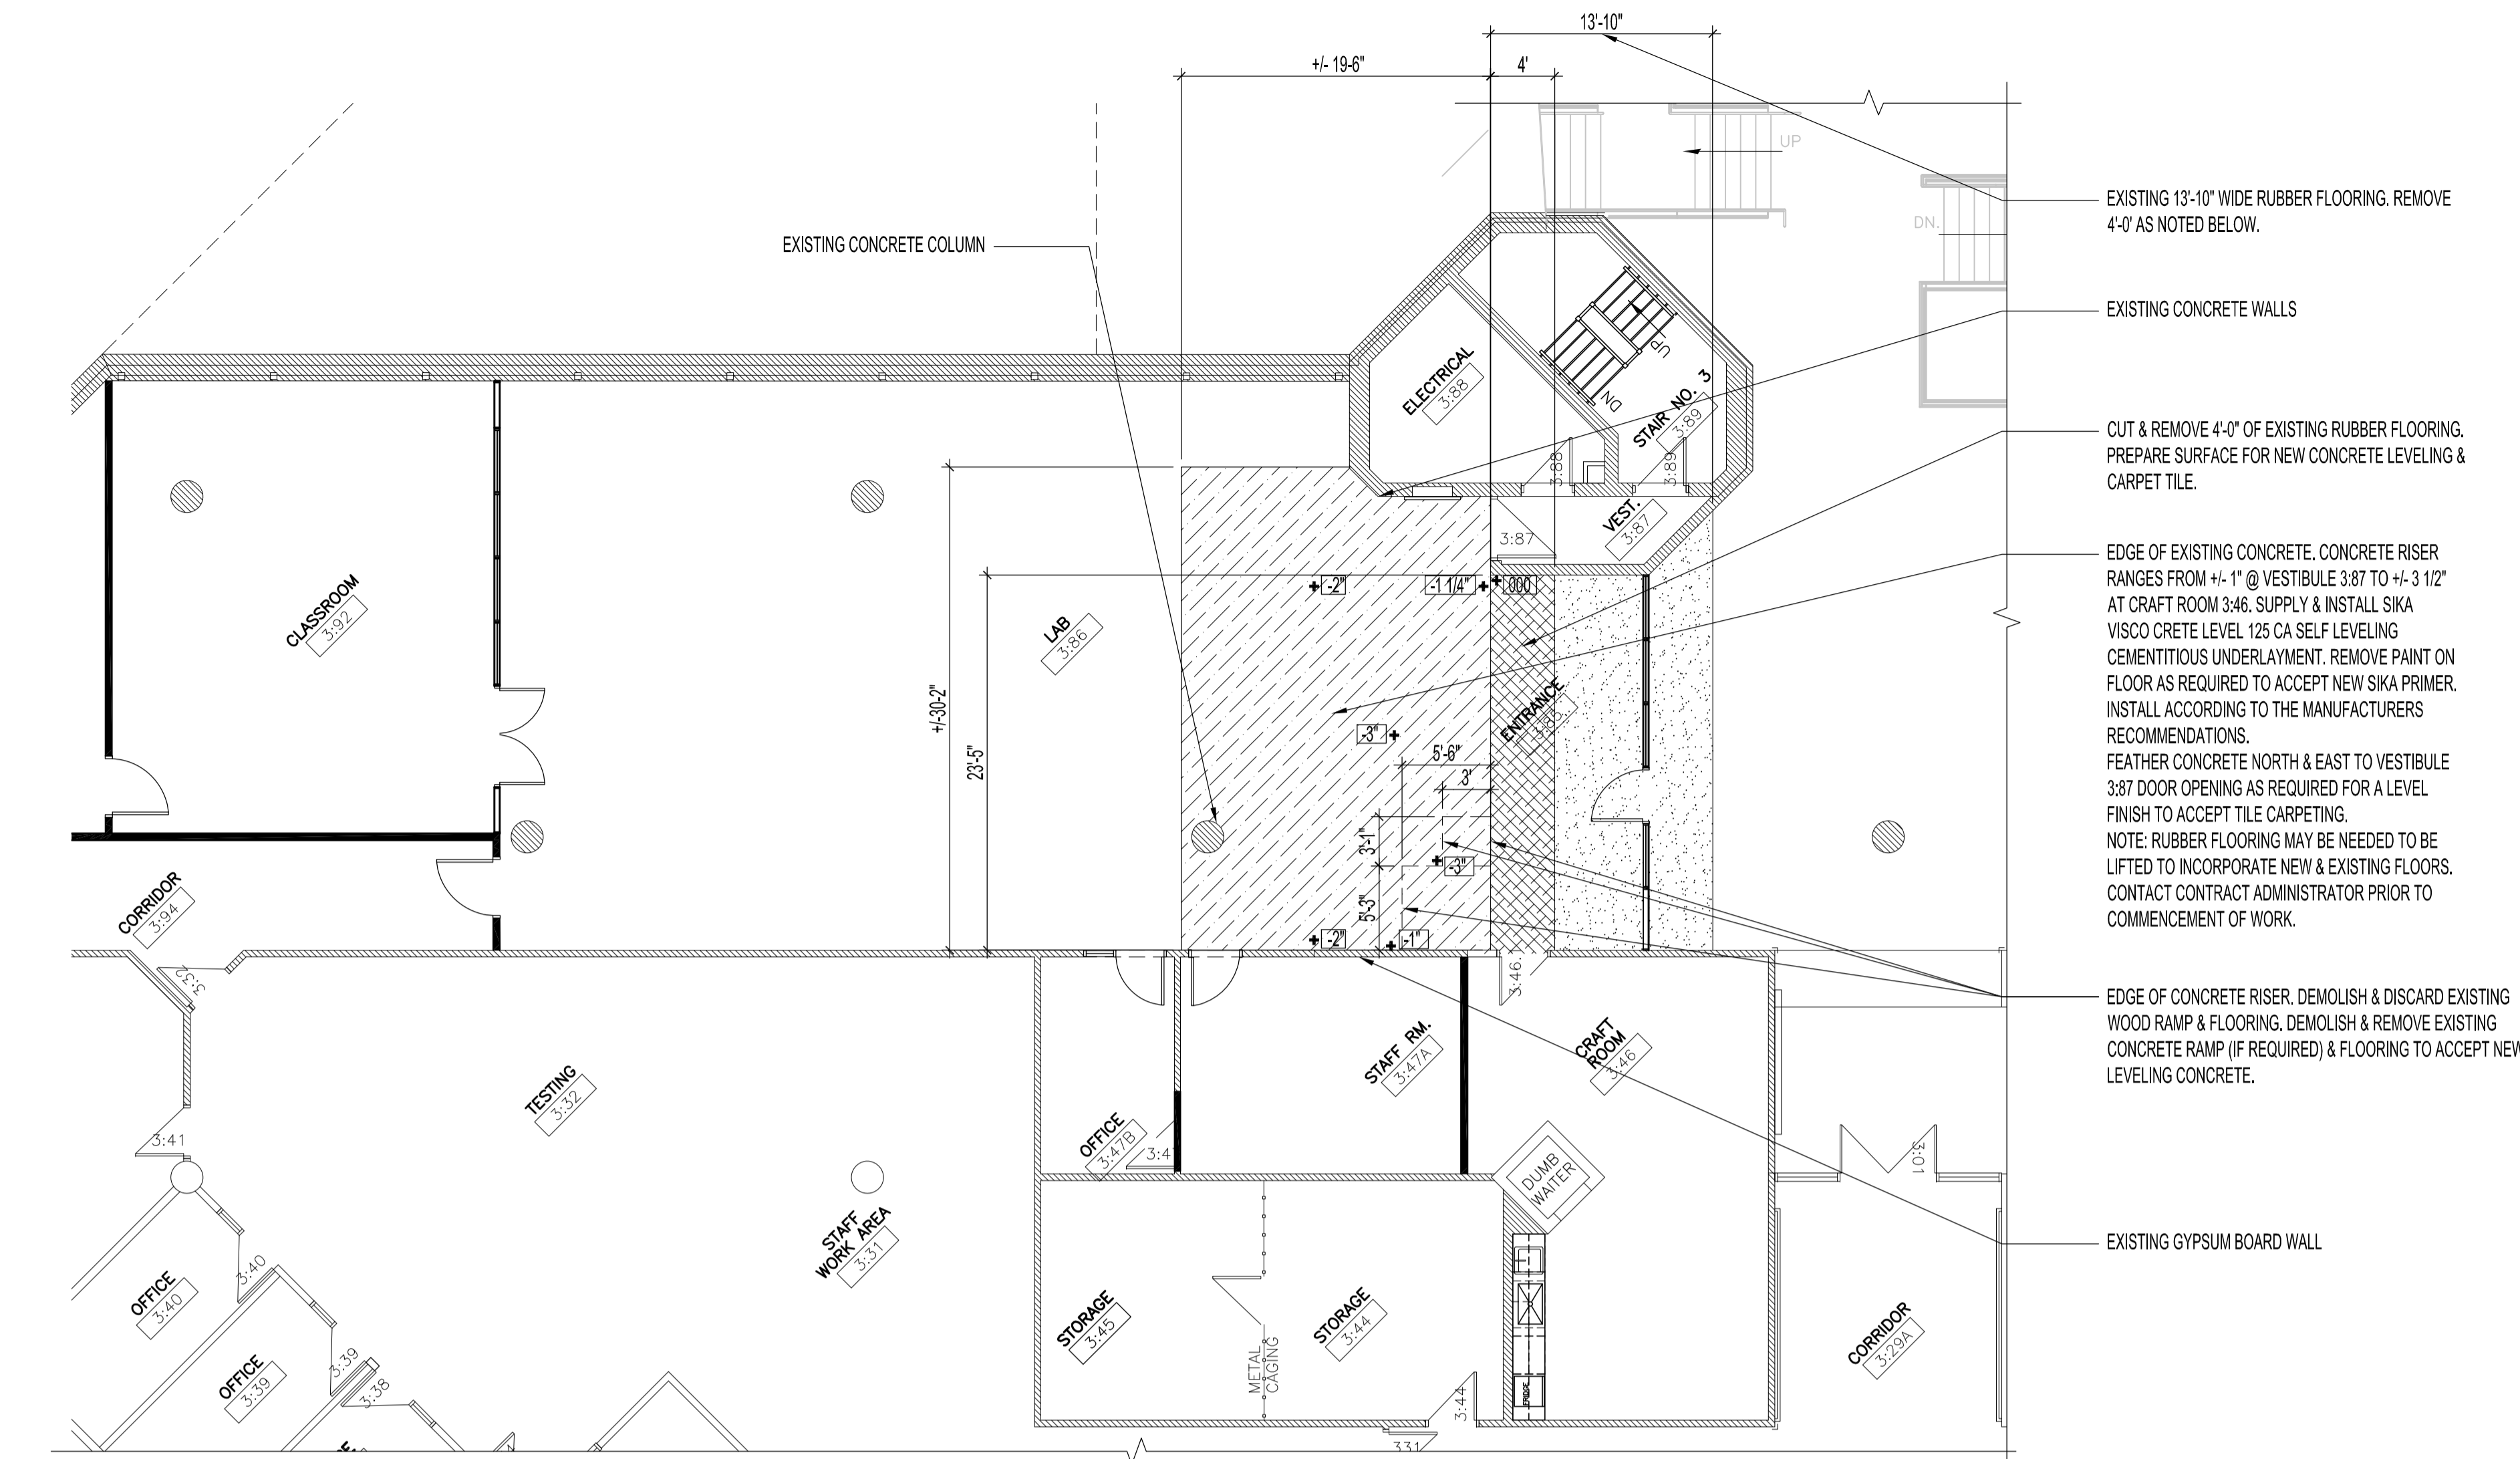 13'-10"
+/- 19-6"
4'
UP
DN.
EXISTING 13'-10" WIDE RUBBER FLOORING. REMOVE
4'-0' AS NOTED BELOW.
EXISTING CONCRETE COLUMN
EXISTING CONCRETE WALLS
ELECTRICAL
3:88
UP
DN
STAIR NO. 3
3:89
CUT & REMOVE 4'-0" OF EXISTING RUBBER FLOORING.
PREPARE SURFACE FOR NEW CONCRETE LEVELING &
CARPET TILE.
3:88
3:89
VEST.
3:87
3:87
EDGE OF EXISTING CONCRETE. CONCRETE RISER
RANGES FROM +/- 1" @ VESTIBULE 3:87 TO +/- 3 1/2"
AT CRAFT ROOM 3:46. SUPPLY & INSTALL SIKA
VISCO CRETE LEVEL 125 CA SELF LEVELING
CEMENTITIOUS UNDERLAYMENT. REMOVE PAINT ON
FLOOR AS REQUIRED TO ACCEPT NEW SIKA PRIMER.
INSTALL ACCORDING TO THE MANUFACTURERS
RECOMMENDATIONS.
FEATHER CONCRETE NORTH & EAST TO VESTIBULE
3:87 DOOR OPENING AS REQUIRED FOR A LEVEL
FINISH TO ACCEPT TILE CARPETING.
NOTE: RUBBER FLOORING MAY BE NEEDED TO BE
LIFTED TO INCORPORATE NEW & EXISTING FLOORS.
CONTACT CONTRACT ADMINISTRATOR PRIOR TO
COMMENCEMENT OF WORK.
-2"
-1 1/4"
000
CLASSROOM
3:92
LAB
3:86
+/-30-2"
23'-5"
ENTRANCE
3:85
-3"
5'-6"
3'
3'-1"
-3"
5'-3"
-2"
-1"
CORRIDOR
3:94
3:32
3:46
EDGE OF CONCRETE RISER. DEMOLISH & DISCARD EXISTING
WOOD RAMP & FLOORING. DEMOLISH & REMOVE EXISTING
CONCRETE RAMP (IF REQUIRED) & FLOORING TO ACCEPT NEW
LEVELING CONCRETE.
TESTING
3:32
STAFF RM.
3:47A
CRAFT
ROOM
3:46
3:41
OFFICE
3:47B
3:4
3:01
DUMB
WAITER
STAFF
WORK AREA
3:31
EXISTING GYPSUM BOARD WALL
OFFICE
3:40
3:40
STORAGE
3:45
STORAGE
3:44
METAL
CAGING
CORRIDOR
3:29A
OFFICE
3:39
3:39
3:38
FRIDGE
3:44
331